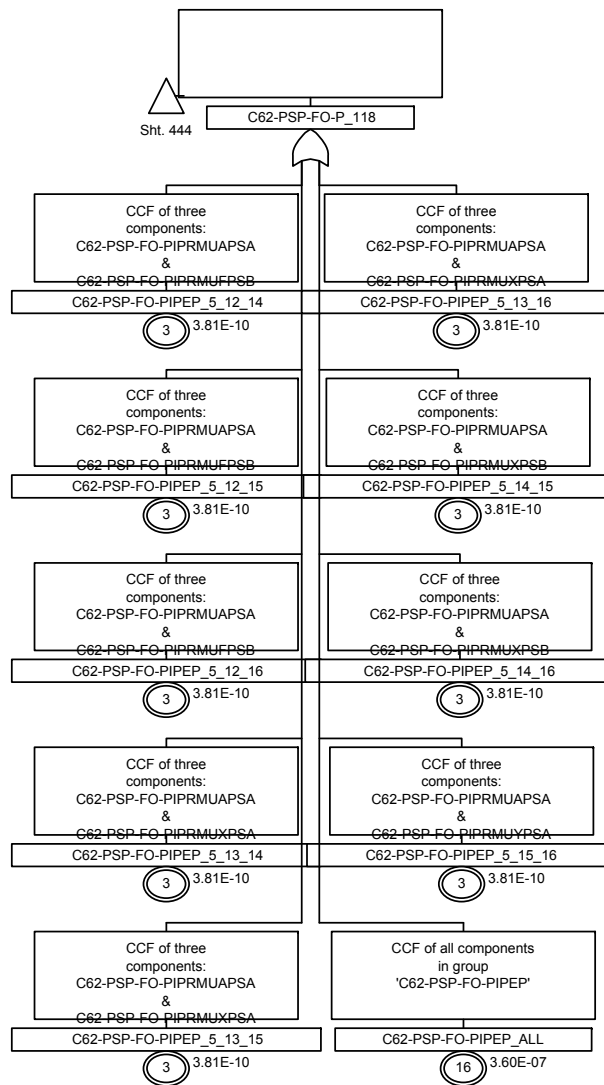 Sht. 444
C62-PSP-FO-P_118
CCF of three
components:
C62-PSP-FO-PIPRMUAPSA
&
C62-PSP-FO-PIPRMUFPSB
C62-PSP-FO-PIPEP_5_12_14
3
3.81E-10
CCF of three
components:
C62-PSP-FO-PIPRMUAPSA
&
C62-PSP-FO-PIPRMUXPSA
C62-PSP-FO-PIPEP_5_13_16
3
3.81E-10
CCF of three
components:
C62-PSP-FO-PIPRMUAPSA
&
C62-PSP-FO-PIPRMUFPSB
C62-PSP-FO-PIPEP_5_12_15
3
3.81E-10
CCF of three
components:
C62-PSP-FO-PIPRMUAPSA
&
C62-PSP-FO-PIPRMUXPSB
C62-PSP-FO-PIPEP_5_14_15
3
3.81E-10
CCF of three
components:
C62-PSP-FO-PIPRMUAPSA
&
C62-PSP-FO-PIPRMUFPSB
C62-PSP-FO-PIPEP_5_12_16
3
3.81E-10
CCF of three
components:
C62-PSP-FO-PIPRMUAPSA
&
C62-PSP-FO-PIPRMUXPSB
C62-PSP-FO-PIPEP_5_14_16
3
3.81E-10
CCF of three
components:
C62-PSP-FO-PIPRMUAPSA
&
C62-PSP-FO-PIPRMUXPSA
C62-PSP-FO-PIPEP_5_13_14
3
3.81E-10
CCF of three
components:
C62-PSP-FO-PIPRMUAPSA
&
C62-PSP-FO-PIPRMUYPSA
C62-PSP-FO-PIPEP_5_15_16
3
3.81E-10
CCF of three
components:
C62-PSP-FO-PIPRMUAPSA
&
C62-PSP-FO-PIPRMUXPSA
C62-PSP-FO-PIPEP_5_13_15
3
3.81E-10
CCF of all components
in group
'C62-PSP-FO-PIPEP'
C62-PSP-FO-PIPEP_ALL
16
3.60E-07